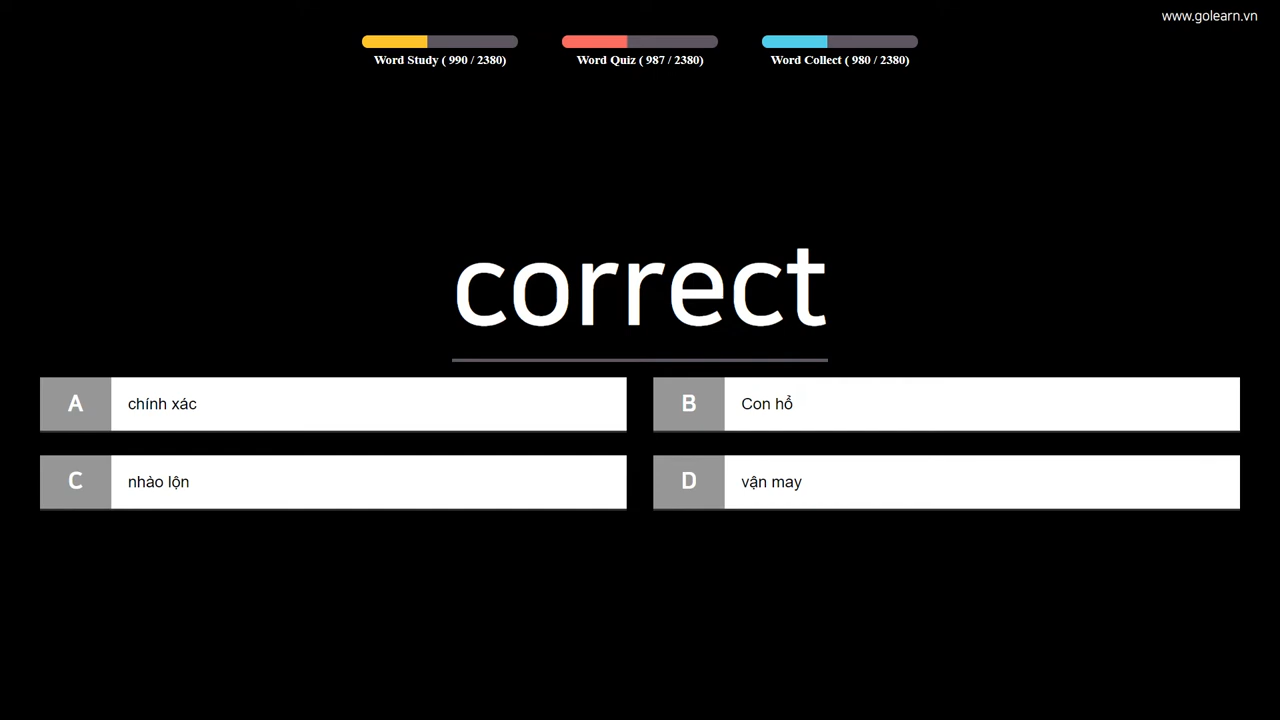 www.golearn.vn
Word Study ( 990 / 2380)
Word Quiz ( 987 / 2380)
Word Collect ( 980 / 2380)
correct
A chính xác
B Con hổ
C nhào lộn
D vận may